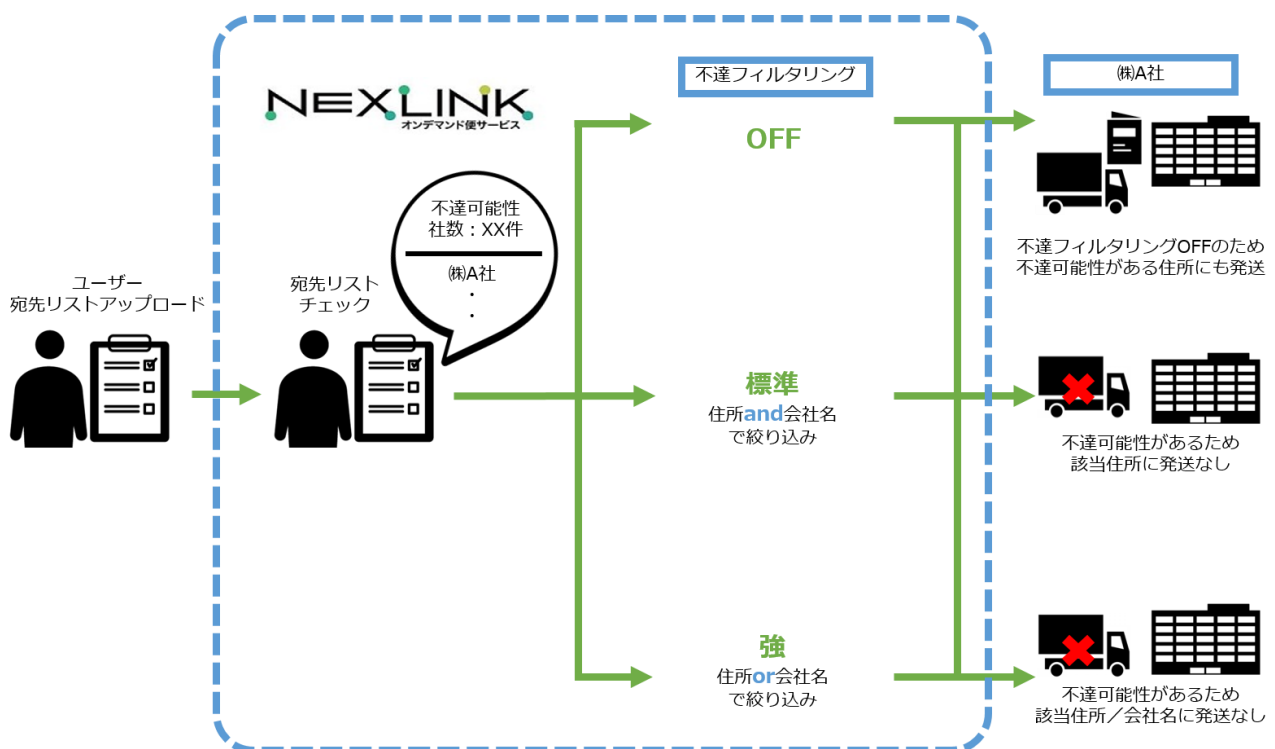 ユーザー
宛先リストアップロード
NEXLINK
オンデマンド便サービス
宛先リスト
チェック
不達可能性
社数：XX件
㈱A社
・
・
不達フィルタリング
OFF
標準
住所and会社名
で絞り込み
強
住所or会社名
で絞り込み
㈱A社
不達フィルタリングOFFのため
不達可能性がある住所にも発送
不達可能性があるため
該当住所に発送なし
不達可能性があるため
該当住所／会社名に発送なし